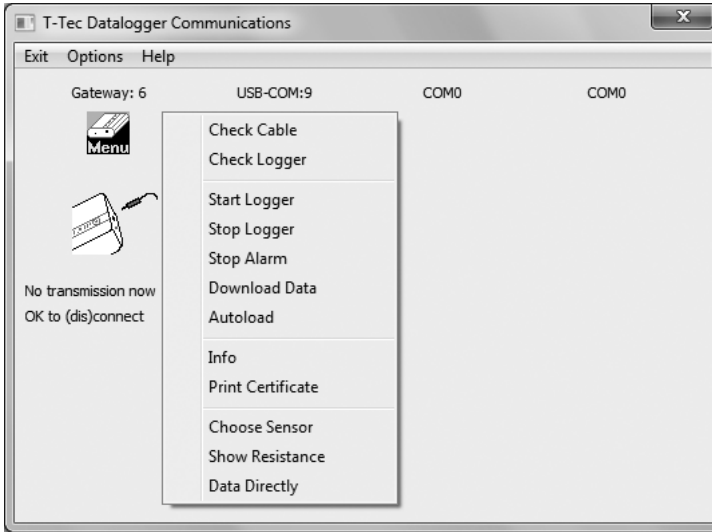 T-Tec Datalogger Communications
Exit Options Help
Gateway: 6 USB-COM:9 COM0 COM0
Menu
Check Cable
Check Logger
Start Logger
Stop Logger
Stop Alarm
Download Data
Autoload
Info
Print Certificate
Choose Sensor
Show Resistance
Data Directly
No transmission now
OK to (dis)connect